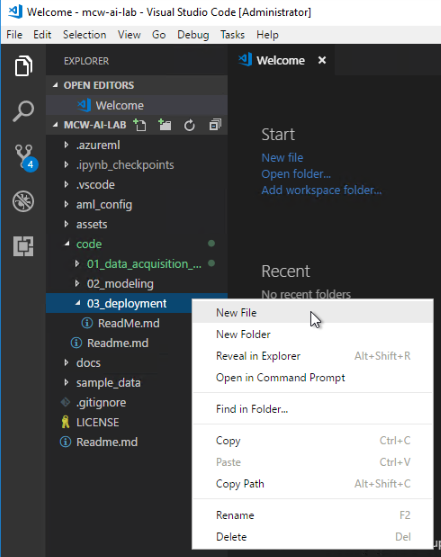 Welcome - mcw-ai-lab - Visual Studio Code [Administrator]
File Edit Selection View Go Debug Tasks Help
EXPLORER
OPEN EDITORS
Welcome
MCW-AI-LAB
.azureml
.ipynb_checkpoints
.vscode
aml_config
assets
code
01_data_acquisition_...
02_modeling
03_deployment
ReadMe.md
Readme.md
docs
sample_data
.gitignore
LICENSE
Readme.md
4
Welcome
Start
New file
Open folder...
Add workspace folder...
Recent
No recent folders
New File
New Folder
Reveal in Explorer Alt+Shift+R
Open in Command Prompt
Find in Folder...
Copy Ctrl+C
Paste Ctrl+V
Copy Path Alt+Shift+C
Rename F2
Delete Del